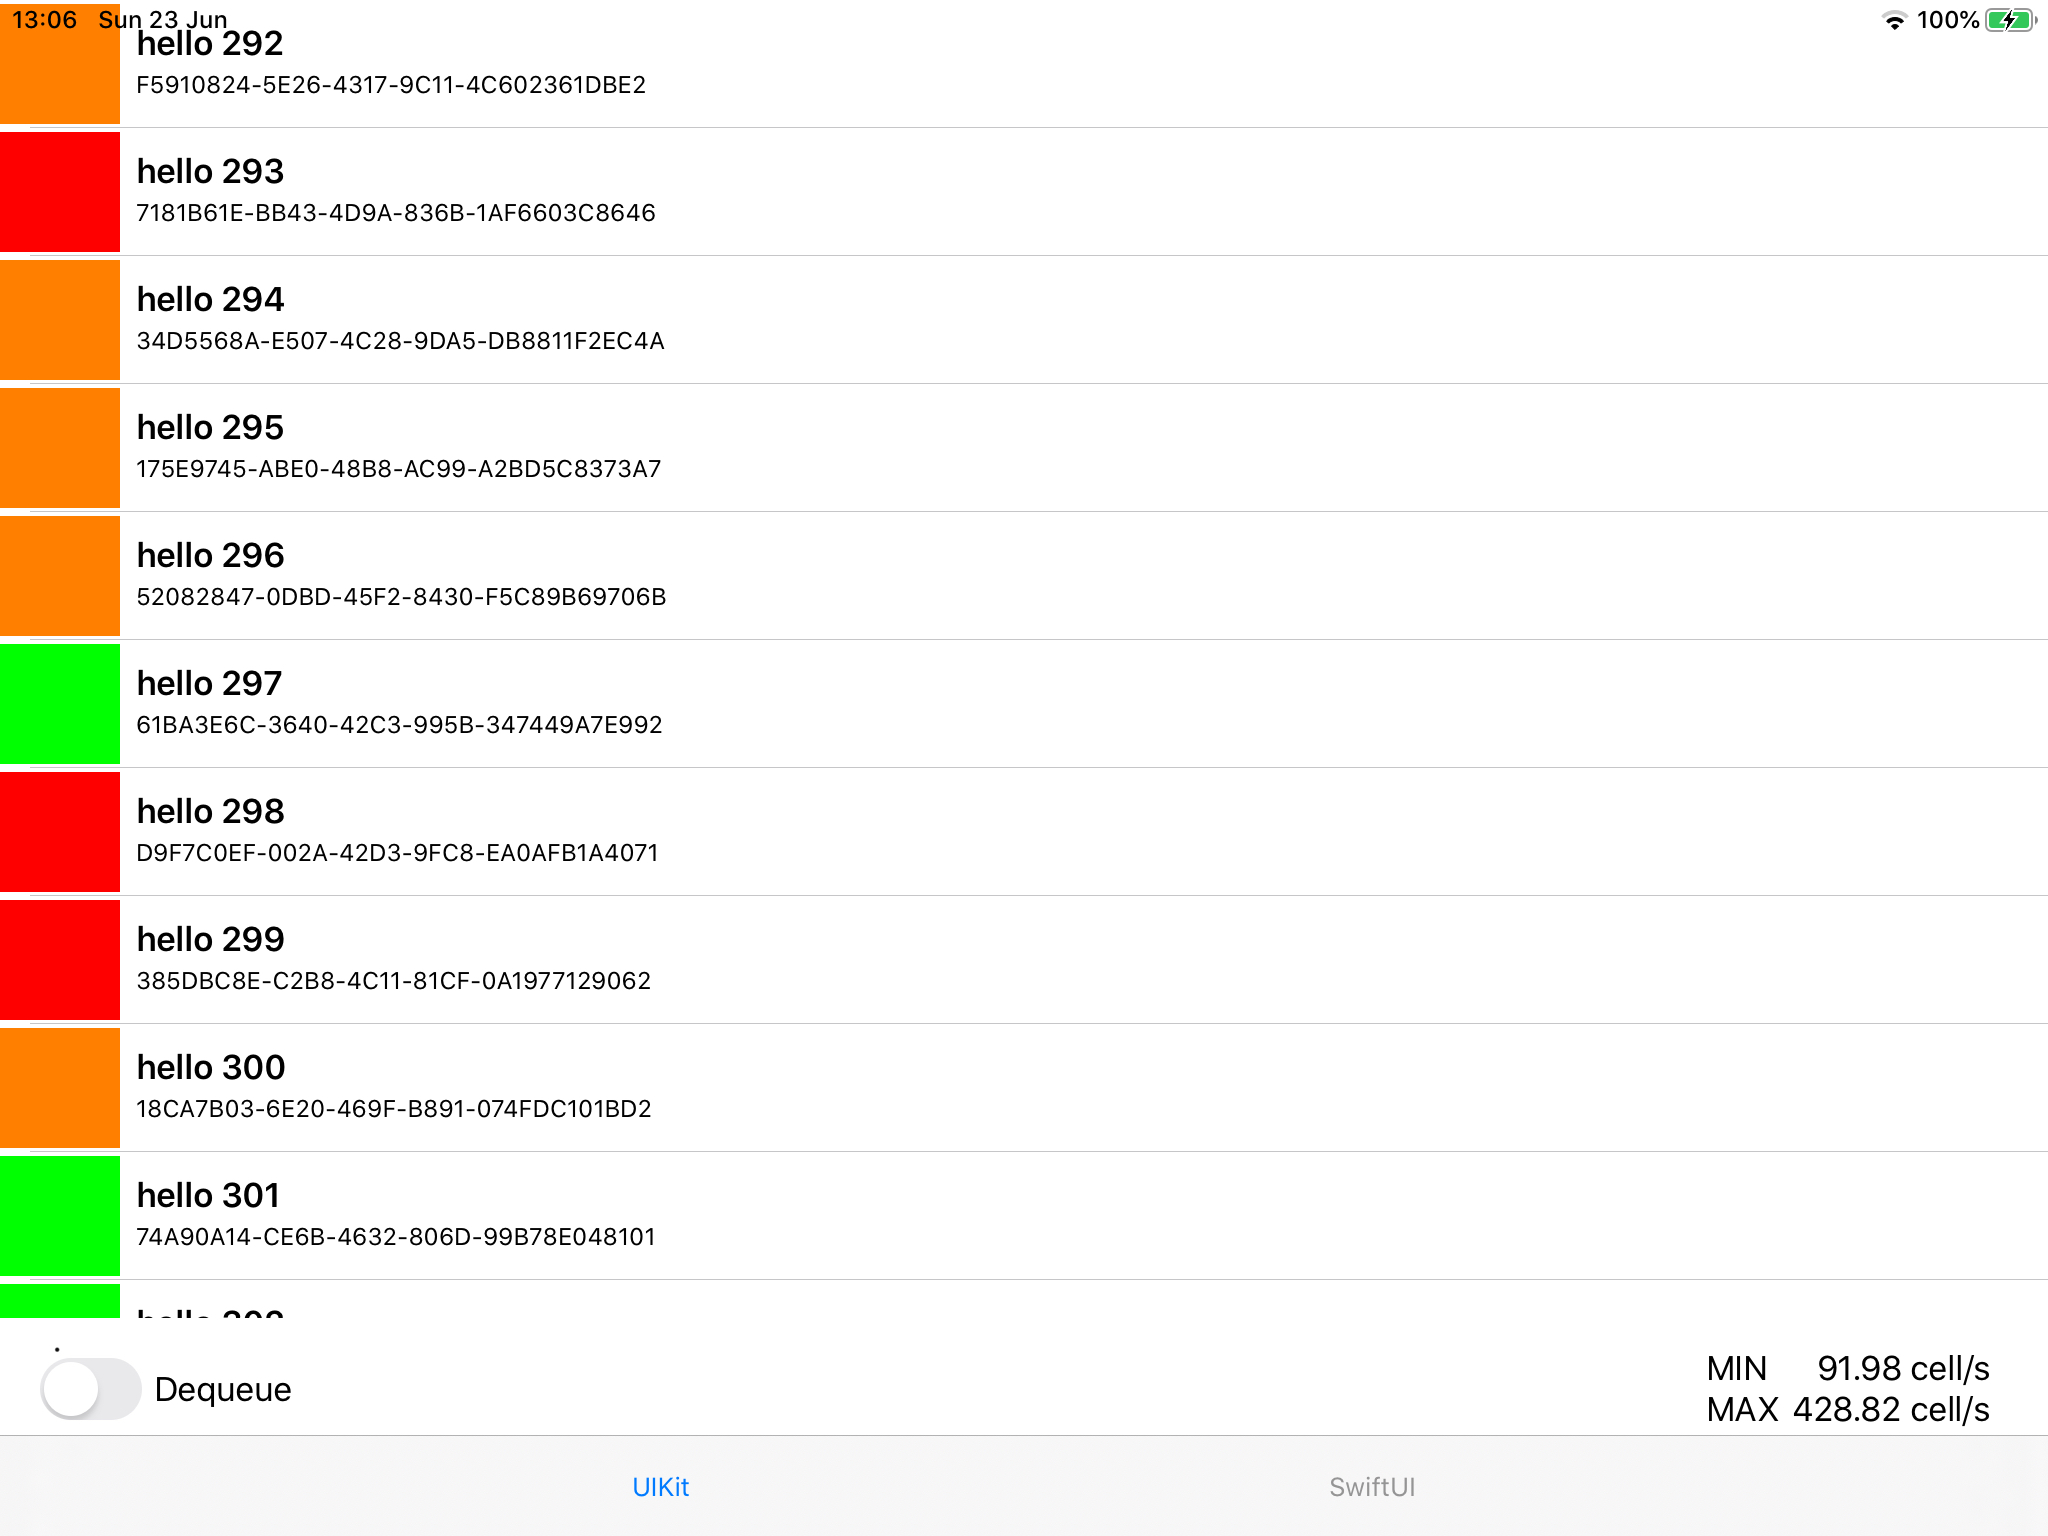 13:06 Sun 23 Jun 100%
hello 292
F5910824-5E26-4317-9C11-4C602361DBE2
hello 293
7181B61E-BB43-4D9A-836B-1AF6603C8646
hello 294
34D5568A-E507-4C28-9DA5-DB8811F2EC4A
hello 295
175E9745-ABE0-48B8-AC99-A2BD5C8373A7
hello 296
52082847-0DBD-45F2-8430-F5C89B69706B
hello 297
61BA3E6C-3640-42C3-995B-347449A7E992
hello 298
D9F7C0EF-002A-42D3-9FC8-EA0AFB1A4071
hello 299
385DBC8E-C2B8-4C11-81CF-0A1977129062
hello 300
18CA7B03-6E20-469F-B891-074FDC101BD2
hello 301
74A90A14-CE6B-4632-806D-99B78E048101
hello 302
Dequeue
MIN 91.98 cell/s
MAX 428.82 cell/s
UIKit SwiftUI